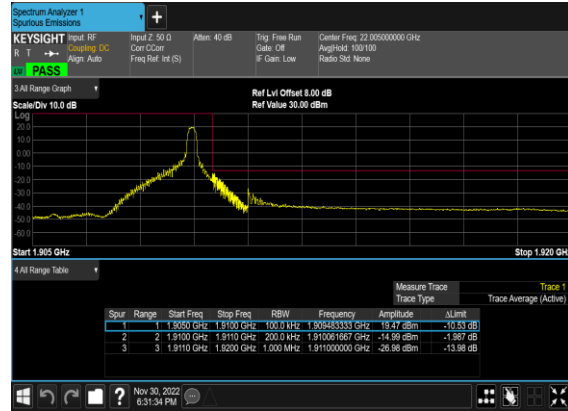 Spectrum Analyzer 1
Spurious Emissions
KEYSIGHT Input: RF Input Z: 50 Ω Atten: 40 dB Trig: Free Run Center Freq: 22.005000000 GHz
R T Coupling: DC Corr CCorr Gate: Off Avg|Hold: 100/100
Align: Auto Freq Ref: Int (S) IF Gain: Low Radio Std: None
PASS
3 All Range Graph
Ref Lvl Offset 8.00 dB
Scale/Div 10.0 dB Ref Value 30.00 dBm
Log
20.0
10.0
0.00
-10.0
-20.0
-30.0
-40.0
-50.0
-60.0
Start 1.905 GHz Stop 1.920 GH
4 All Range Table
Measure Trace Trace 1
Trace Type Trace Average (Active)
Spur Range Start Freq Stop Freq RBW Frequency Amplitude ΔLimit
1 1 1.9050 GHz 1.9100 GHz 100.0 kHz 1.909483333 GHz 19.47 dBm -10.53 dB
2 2 1.9100 GHz 1.9110 GHz 200.0 kHz 1.910061667 GHz -14.99 dBm -1.987 dB
3 3 1.9110 GHz 1.9200 GHz 1.000 MHz 1.911000000 GHz -26.98 dBm -13.98 dB
Nov 30, 2022
6:31:34 PM